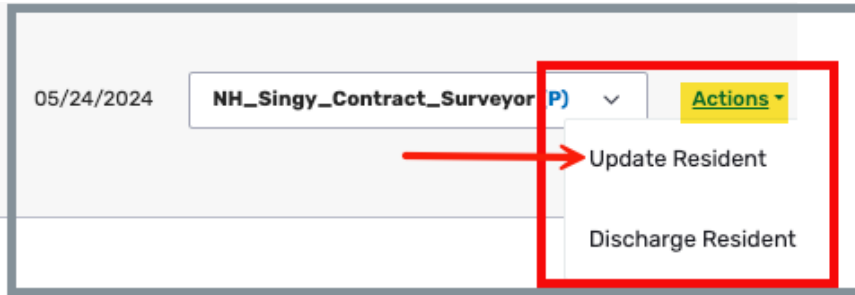 05/24/2024 NH_Singy_Contract_Surveyor (P) Actions
Update Resident
Discharge Resident